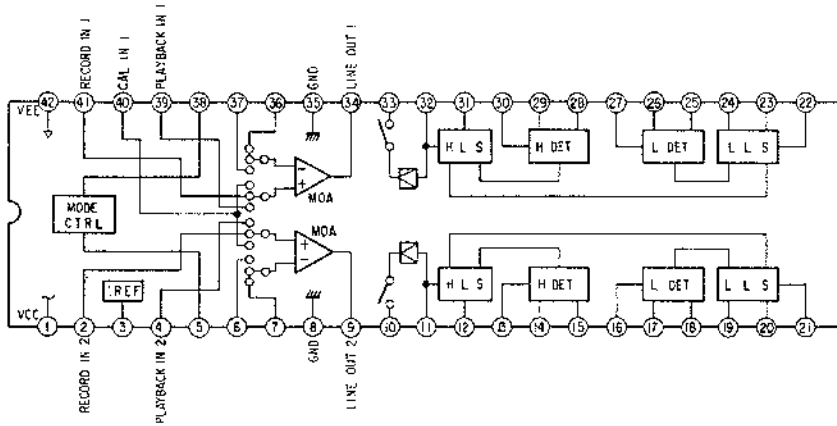 RECORD IN 1
CAL IN 1
PLAYBACK IN 1
GND
LINE OUT 1
42 41 40 39 38 37 36 35 34 33 32 31 30 29 28 27 26 25 24 23 22
VEE
H L S
H DET
L DET
L L S
MOA
MODE CTRL
MOA
IREF
H L S
H DET
L DET
L L S
VCC
1 2 3 4 5 6 7 8 9 10 11 12 13 14 15 16 17 18 19 20 21
RECORD IN 2
PLAYBACK IN 2
GND
LINE OUT 2